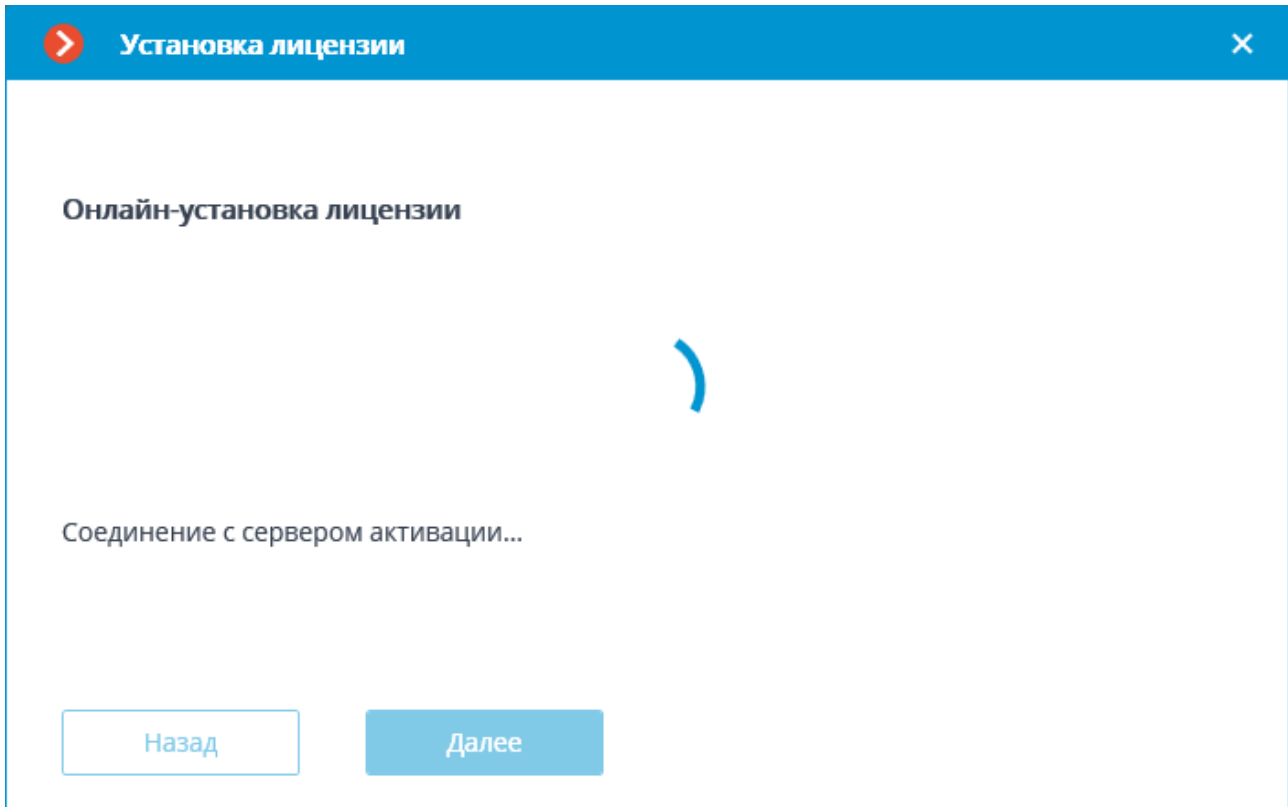 Установка лицензии
Онлайн-установка лицензии
Соединение с сервером активации...
Назад
Далее